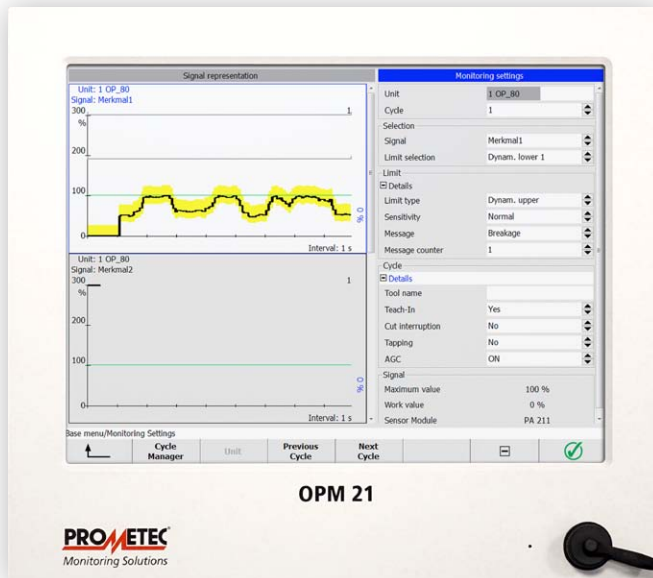 Signal representation
Unit: 1 OP_80
Signal: Merkmal1
300
%
1
200
100
0 %
0
Interval: 1 s
Unit: 1 OP_80
Signal: Merkmal2
300
%
1
200
100
0 %
0
Interval: 1 s
Monitoring settings
Unit 1 OP_80
Cycle 1
Selection
Signal Merkmal1
Limit selection Dynam. lower 1
Limit
Details
Limit type Dynam. upper
Sensitivity Normal
Message Breakage
Message counter 1
Cycle
Details
Tool name
Teach-In Yes
Cut interruption No
Tapping No
AGC ON
Signal
Maximum value 100 %
Work value 0 %
Sensor Module PA 211
Base menu/Monitoring Settings
Cycle Manager
Unit
Previous Cycle
Next Cycle
OPM 21
PROMETEC
Monitoring Solutions